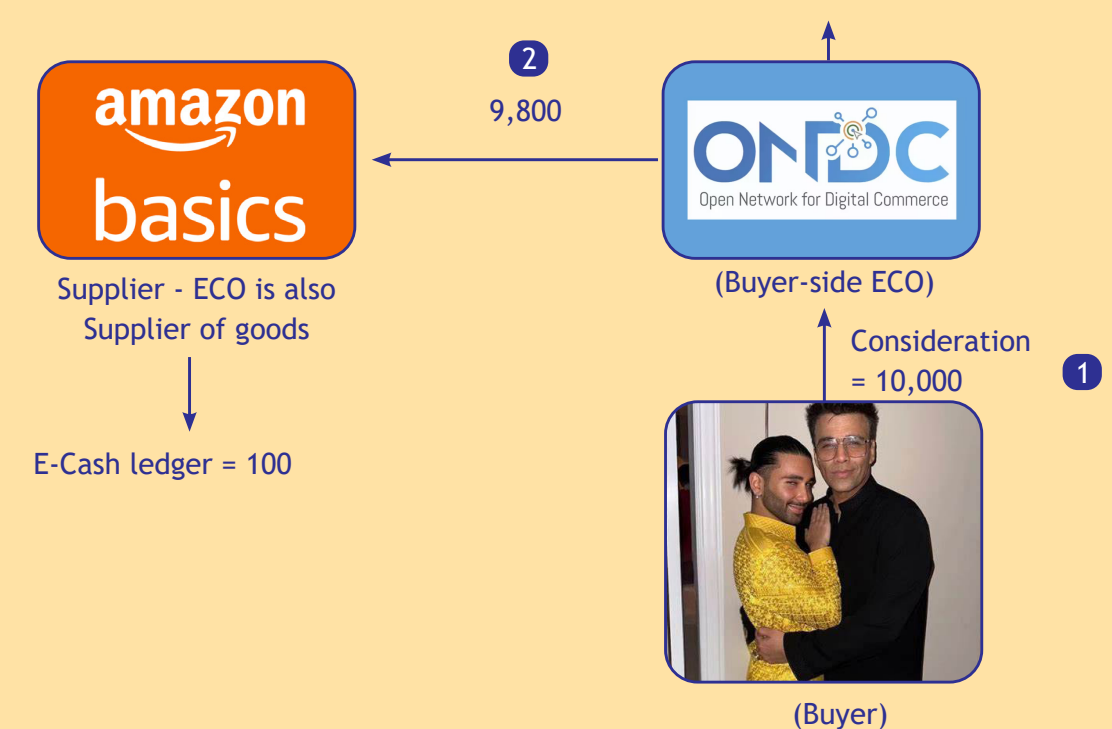 2
9,800
amazon
basics
ONDC
Open Network for Digital Commerce
Supplier - ECO is also
Supplier of goods
(Buyer-side ECO)
Consideration
= 10,000
1
E-Cash ledger = 100
(Buyer)